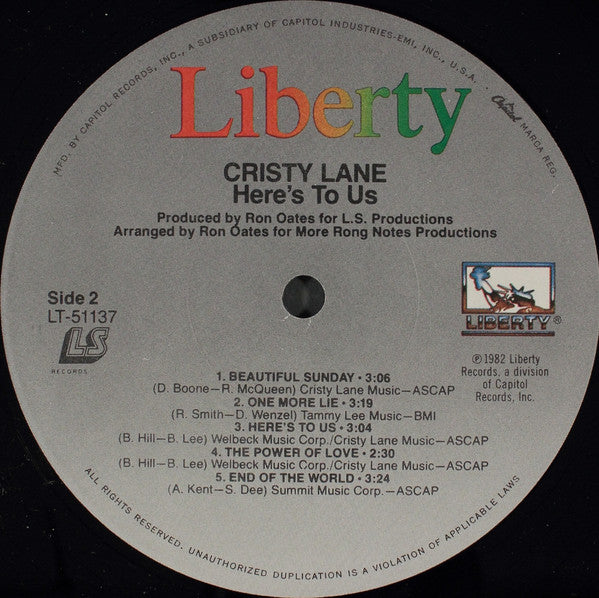 MFD. BY CAPITOL RECORDS, INC., A SUBSIDIARY OF CAPITOL INDUSTRIES-EMI, INC., U.S.A. • Capitol MARCA REG.
Liberty
CRISTY LANE
Here's To Us
Produced by Ron Oates for L.S. Productions
Arranged by Ron Oates for More Rong Notes Productions
Side 2
LT-51137
LS
RECORDS
LIBERTY®
℗1982 Liberty
Records, a division
of Capitol
Records, Inc.
1. BEAUTIFUL SUNDAY • 3:06
(D. Boone—R. McQueen) Cristy Lane Music—ASCAP
2. ONE MORE LIE • 3:19
(R. Smith—D. Wenzel) Tammy Lee Music—BMI
3. HERE'S TO US • 3:04
(B. Hill—B. Lee) Welbeck Music Corp./Cristy Lane Music—ASCAP
4. THE POWER OF LOVE • 2:30
(B. Hill—B. Lee) Welbeck Music Corp./Cristy Lane Music—ASCAP
5. END OF THE WORLD • 3:24
(A. Kent—S. Dee) Summit Music Corp.—ASCAP
ALL RIGHTS RESERVED. UNAUTHORIZED DUPLICATION IS A VIOLATION OF APPLICABLE LAWS